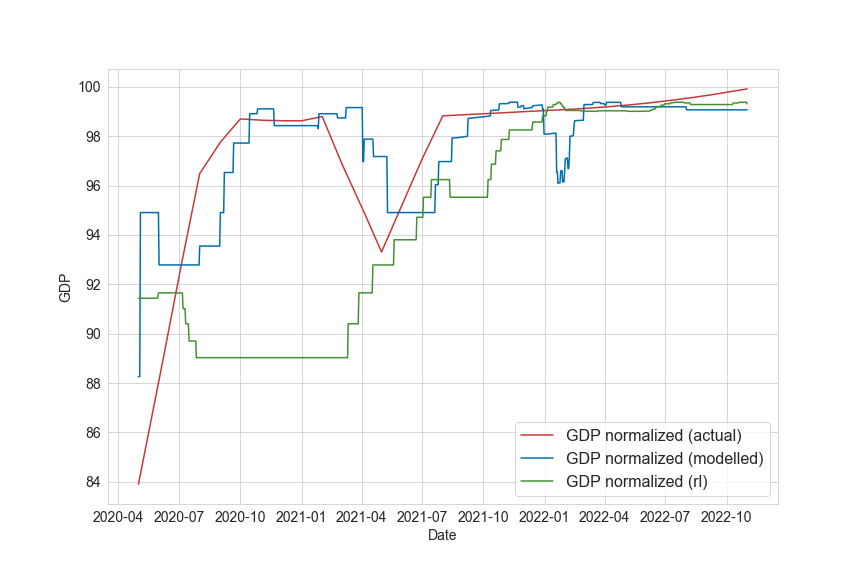 100
98
96
94
92
90
88
86
84
GDP
GDP normalized (actual)
GDP normalized (modelled)
GDP normalized (rl)
2020-04 2020-07 2020-10 2021-01 2021-04 2021-07 2021-10 2022-01 2022-04 2022-07 2022-10
Date